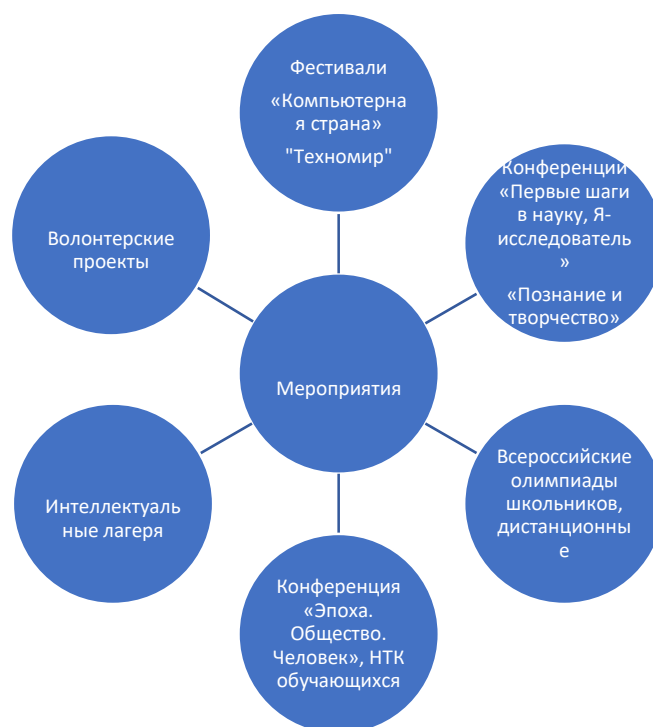 Фестивали
«Компьютерна
я страна»
"Техномир"
Конференции
«Первые шаги
в науку, Я-
исследователь
»
«Познание и
творчество»
Волонтерские
проекты
Мероприятия
Всероссийские
олимпиады
школьников,
дистанционны
е
Интеллектуаль
ные лагеря
Конференция
«Эпоха.
Общество.
Человек», НТК
обучающихся